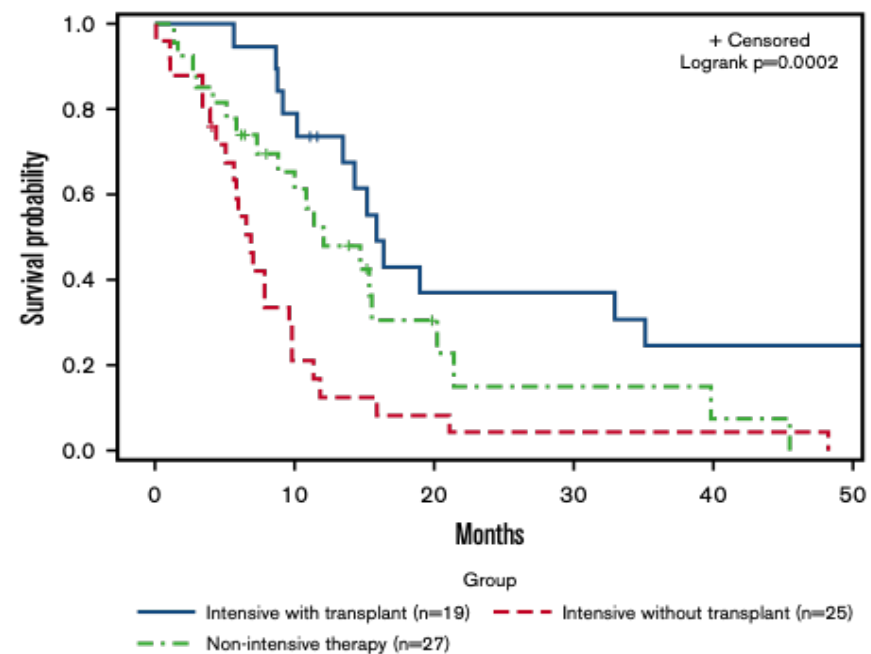 + Censored
Logrank p=0.0002
Survival probability
1.0
0.8
0.6
0.4
0.2
0.0
0 10 20 30 40 50
Months
Group
Intensive with transplant (n=19) Intensive without transplant (n=25)
Non-intensive therapy (n=27)